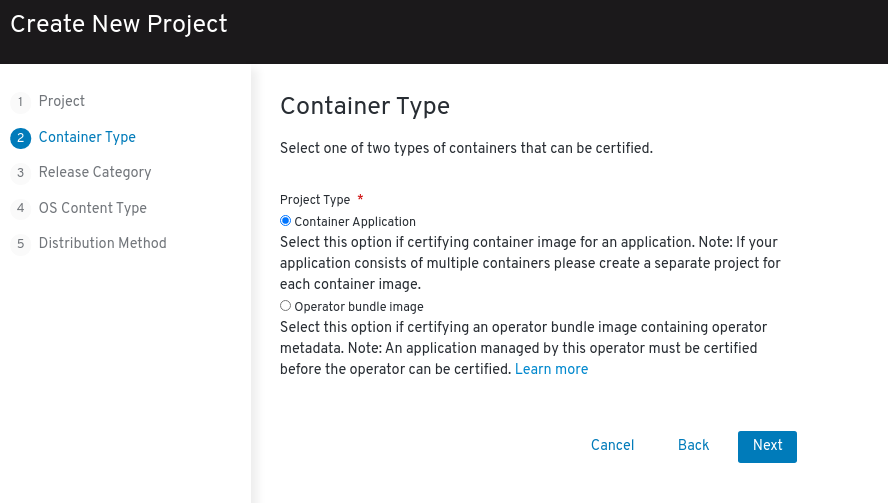 Create New Project
1 Project
2 Container Type
3 Release Category
4 OS Content Type
5 Distribution Method
Container Type
Select one of two types of containers that can be certified.
Project Type *
Container Application
Select this option if certifying container image for an application. Note: If your
application consists of multiple containers please create a separate project for
each container image.
Operator bundle image
Select this option if certifying an operator bundle image containing operator
metadata. Note: An application managed by this operator must be certified
before the operator can be certified. Learn more
Cancel Back Next